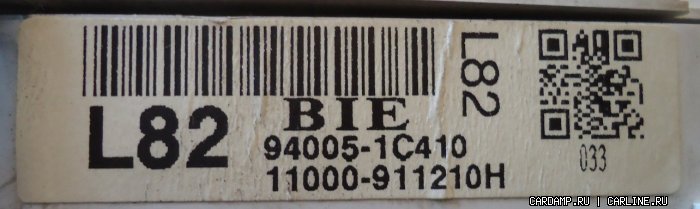 L82
L82
BIE
94005-1C410
11000-911210H
033
CARDAMP.RU | CARLINE.RU